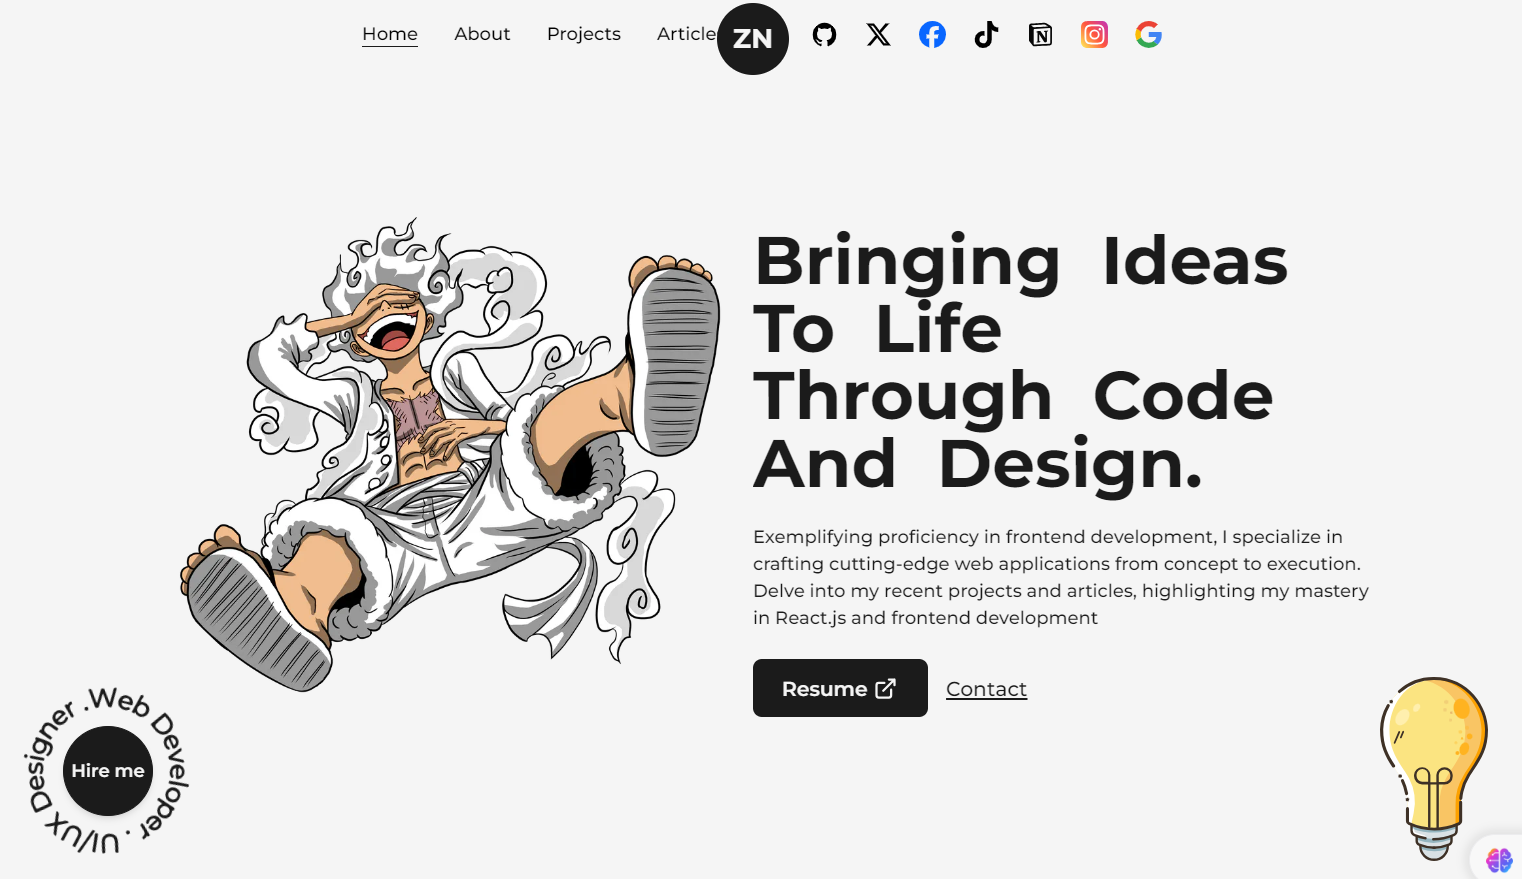 Home About Projects Article ZN
Bringing Ideas
To Life
Through Code
And Design.
Exemplifying proficiency in frontend development, I specialize in
crafting cutting-edge web applications from concept to execution.
Delve into my recent projects and articles, highlighting my mastery
in React.js and frontend development
Resume Contact
.Web Developer . UI/UX Designer
Hire me